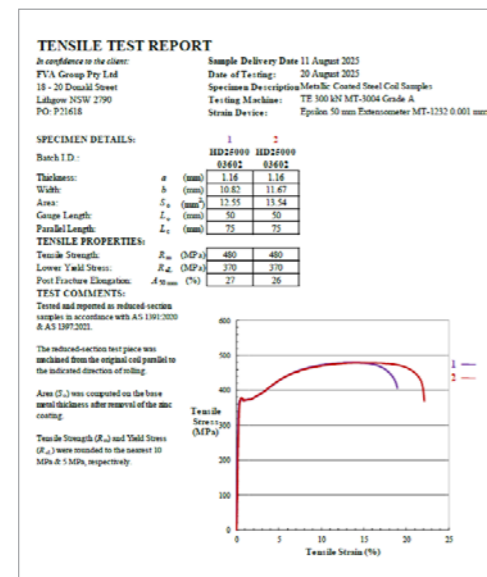 TENSILE TEST REPORT
In confidence to the client: Sample Delivery Date 11 August 2025
FVA Group Pty Ltd Date of Testing: 20 August 2025
18 - 20 Donald Street Specimen Description Metallic Coated Steel Coil Samples
Lithgow NSW 2790 Testing Machine: TE 300 kN MT-3004 Grade A
PO: P21618 Strain Device: Epsilon 50 mm Extensometer MT-1232 0.001 mm
SPECIMEN DETAILS: 1 2
Batch I.D.: HD25000 HD25000
03602 03602
Thickness: a (mm) 1.16 1.16
Width: b (mm) 10.82 11.67
Area: So (mm²) 12.55 13.54
Gauge Length: Lo (mm) 50 50
Parallel Length: Lc (mm) 75 75
TENSILE PROPERTIES:
Tensile Strength: Rm (MPa) 480 480
Lower Yield Stress: ReL (MPa) 370 370
Post Fracture Elongation: A50mm (%) 27 26
TEST COMMENTS:
Tested and reported as reduced-section
samples in accordance with AS 1391:2020
& AS 1397:2021.
The reduced-section test piece was
machined from the original coil parallel to
the indicated direction of rolling.
Area (So) was computed on the base
metal thickness after removal of the zinc
coating.
Tensile Strength (Rm) and Yield Stress
(ReL) were rounded to the nearest 10
MPa & 5 MPa, respectively.
600
500
400
300
200
100
0
Tensile
Stress
(MPa)
1
2
0 5 10 15 20 25
Tensile Strain (%)